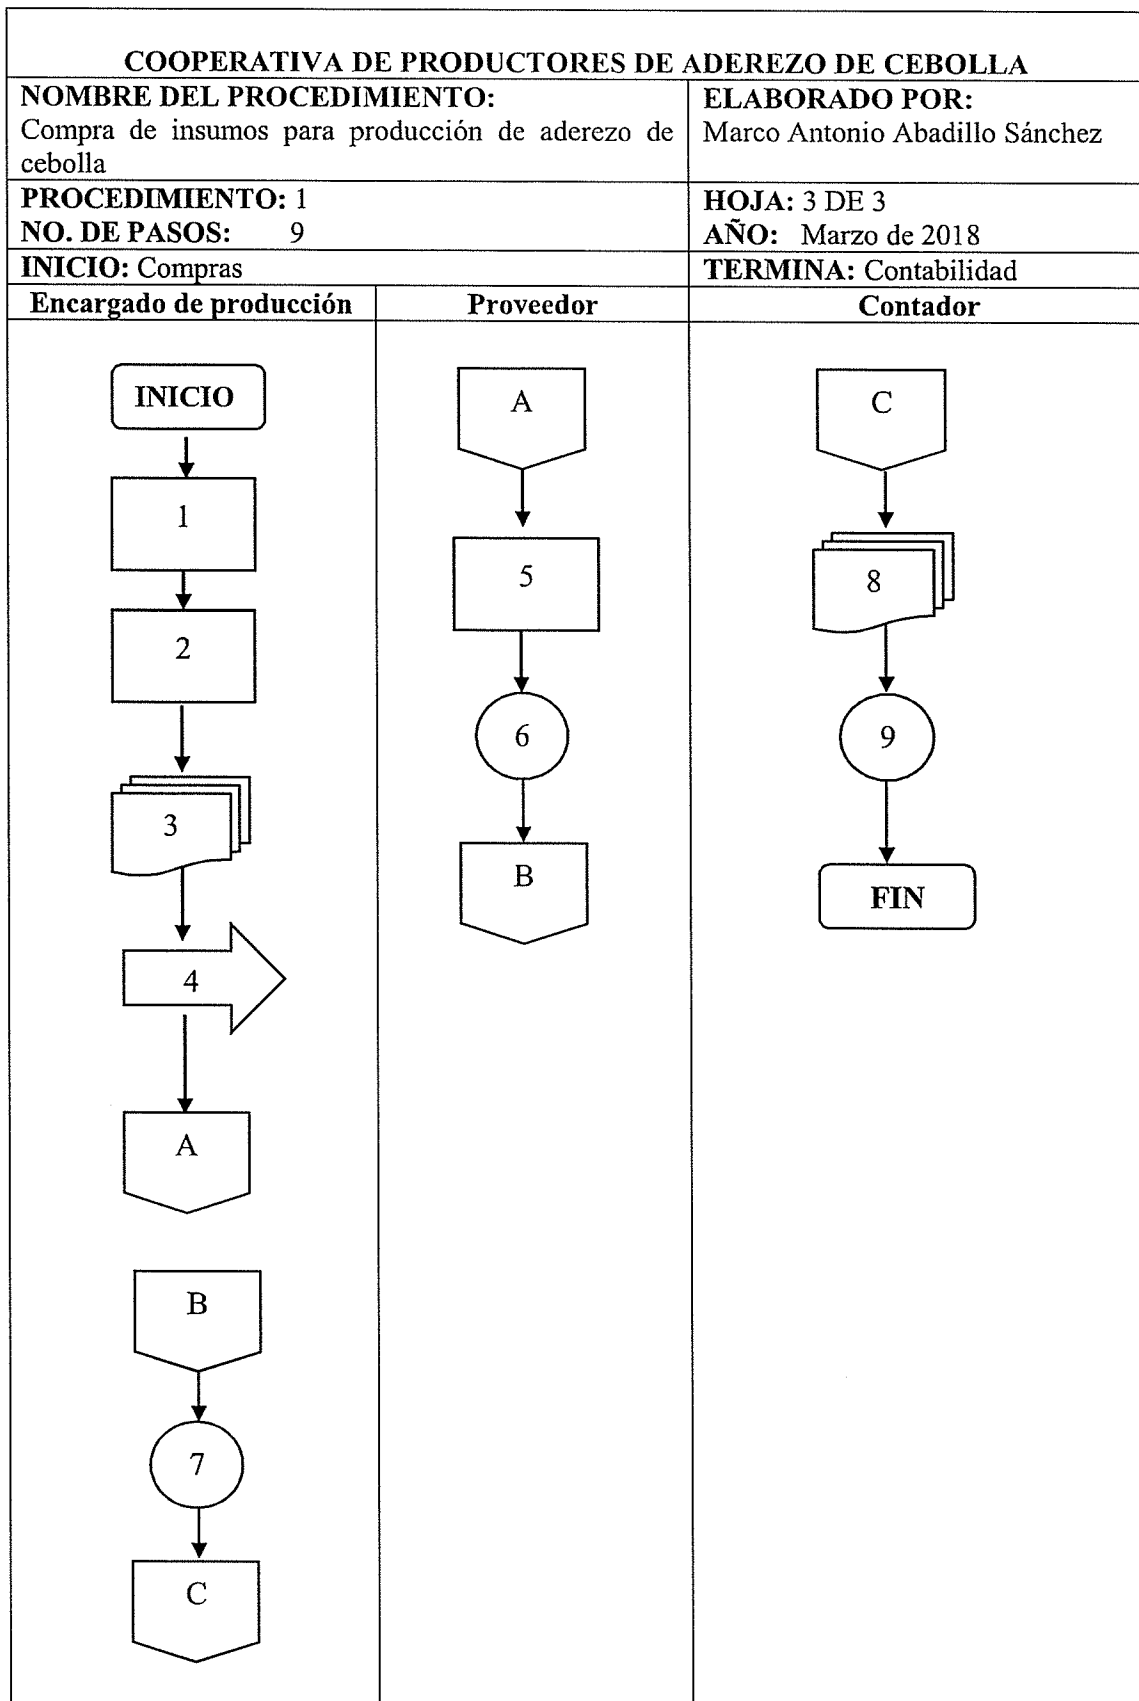 COOPERATIVA DE PRODUCTORES DE ADEREZO DE CEBOLLA
NOMBRE DEL PROCEDIMIENTO:
Compra de insumos para producción de aderezo de
cebolla
ELABORADO POR:
Marco Antonio Abadillo Sánchez
PROCEDIMIENTO: 1
NO. DE PASOS: 9
HOJA: 3 DE 3
AÑO: Marzo de 2018
INICIO: Compras
TERMINA: Contabilidad
Encargado de producción
Proveedor
Contador
INICIO
1
2
3
4
A
B
7
C
A
5
6
B
C
8
9
FIN